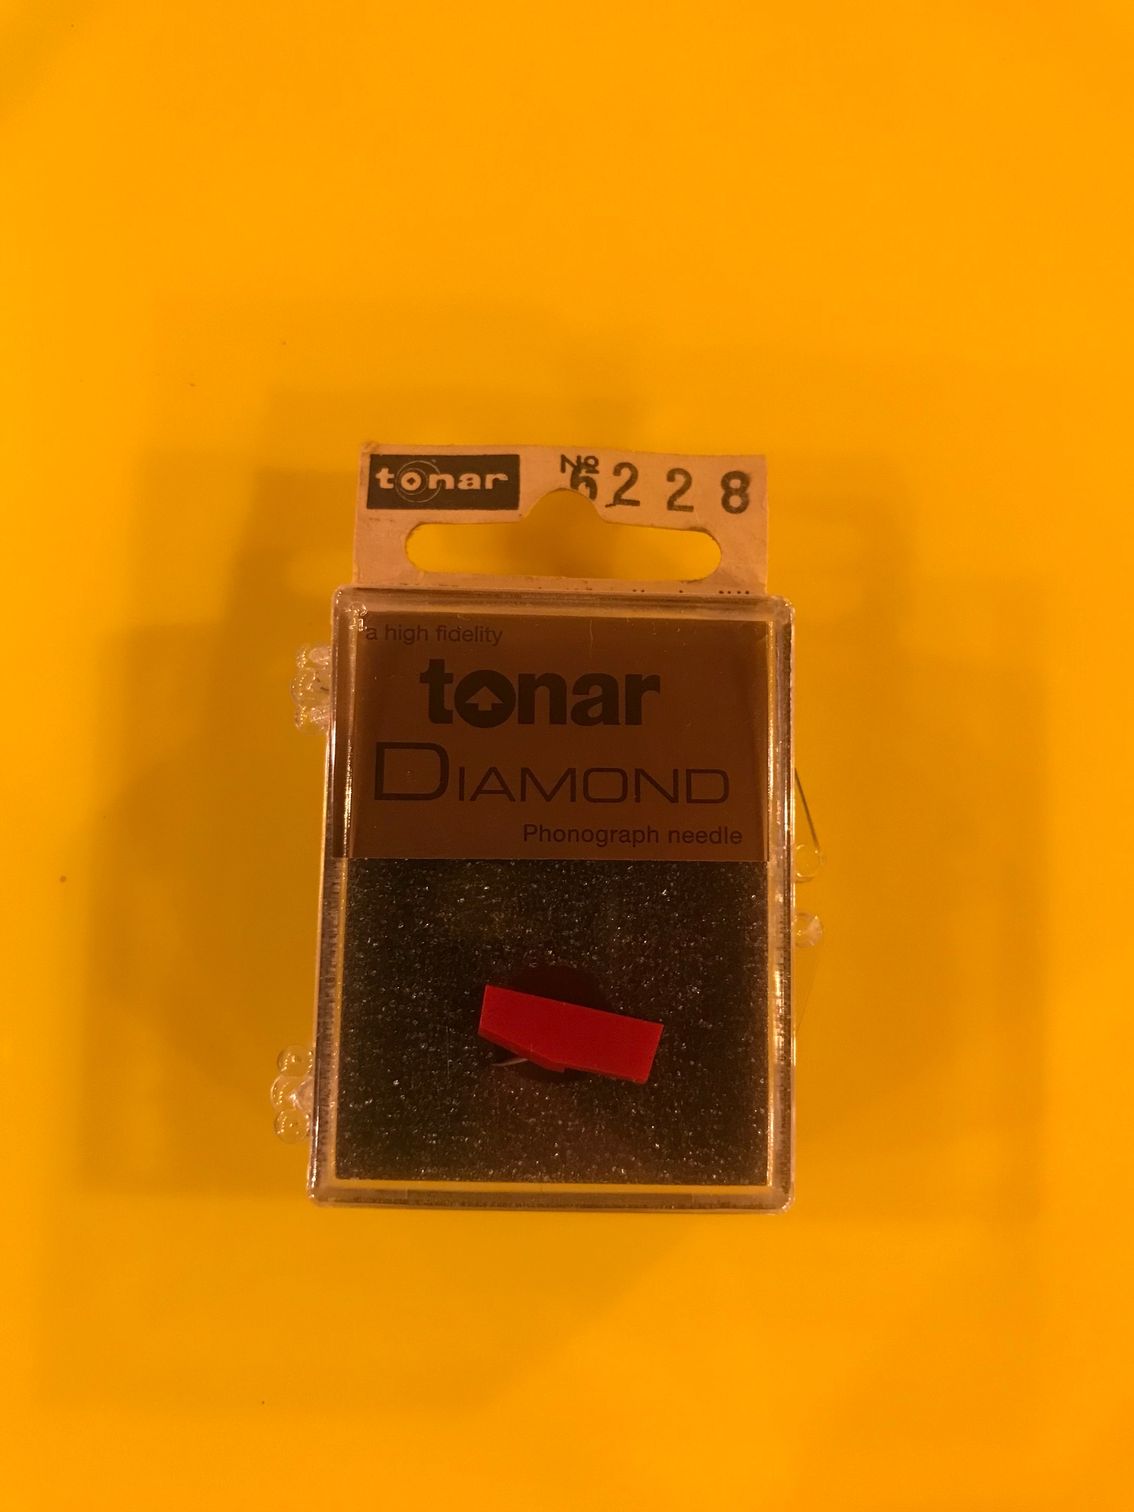 tonar № 6228
a high fidelity
tonar
DIAMOND
Phonograph needle